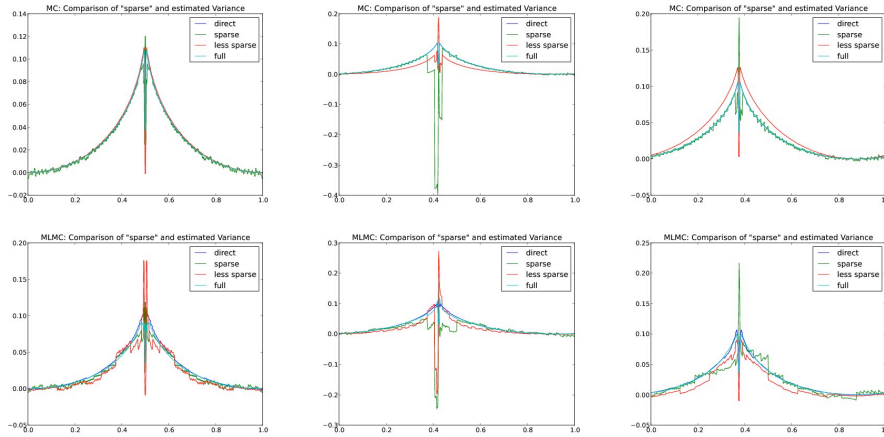 MC: Comparison of "sparse" and estimated Variance
0.14
0.12
0.10
0.08
0.06
0.04
0.02
0.00
−0.02
0.0 0.2 0.4 0.6 0.8 1.0
direct
sparse
less sparse
full
MC: Comparison of "sparse" and estimated Variance
0.2
0.1
0.0
−0.1
−0.2
−0.3
−0.4
0.0 0.2 0.4 0.6 0.8 1.0
direct
sparse
less sparse
full
MC: Comparison of "sparse" and estimated Variance
0.20
0.15
0.10
0.05
0.00
−0.05
0.0 0.2 0.4 0.6 0.8 1.0
direct
sparse
less sparse
full
MLMC: Comparison of "sparse" and estimated Variance
0.20
0.15
0.10
0.05
0.00
−0.05
0.0 0.2 0.4 0.6 0.8 1.0
direct
sparse
less sparse
full
MLMC: Comparison of "sparse" and estimated Variance
0.3
0.2
0.1
0.0
−0.1
−0.2
−0.3
0.0 0.2 0.4 0.6 0.8 1.0
direct
sparse
less sparse
full
MLMC: Comparison of "sparse" and estimated Variance
0.25
0.20
0.15
0.10
0.05
0.00
−0.05
0.0 0.2 0.4 0.6 0.8 1.0
direct
sparse
less sparse
full